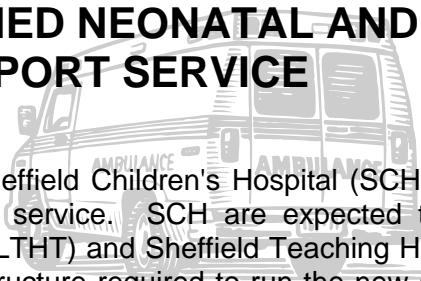 IED NEONATAL AND
PORT SERVICE
AMBULANCE
AMBULANCE
effield Children's Hospital (SCH
service. SCH are expected t
LTHT) and Sheffield Teaching H
ructure required to run the new